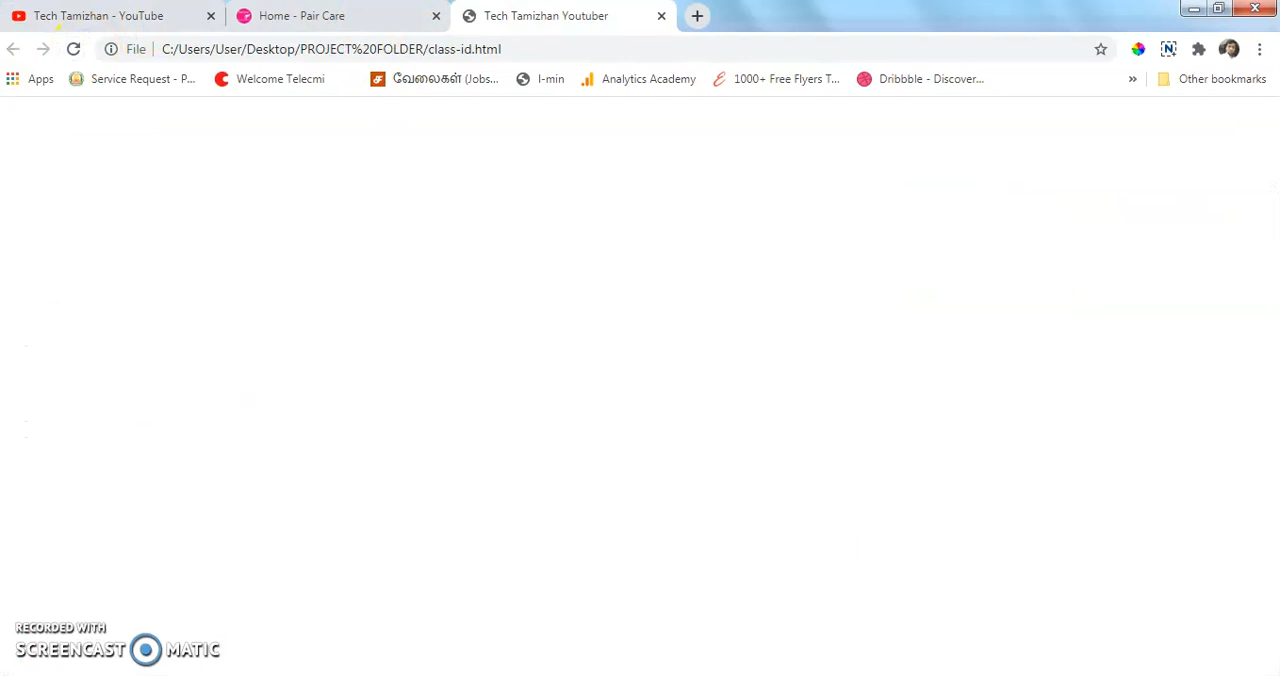 Tech Tamizhan - YouTube
Home - Pair Care
Tech Tamizhan Youtuber
File C:/Users/User/Desktop/PROJECT%20FOLDER/class-id.html
Apps Service Request - P... Welcome Telecmi வேலைகள் (Jobs... I-min Analytics Academy 1000+ Free Flyers T... Dribbble - Discover... » Other bookmarks
RECORDED WITH
SCREENCAST MATIC